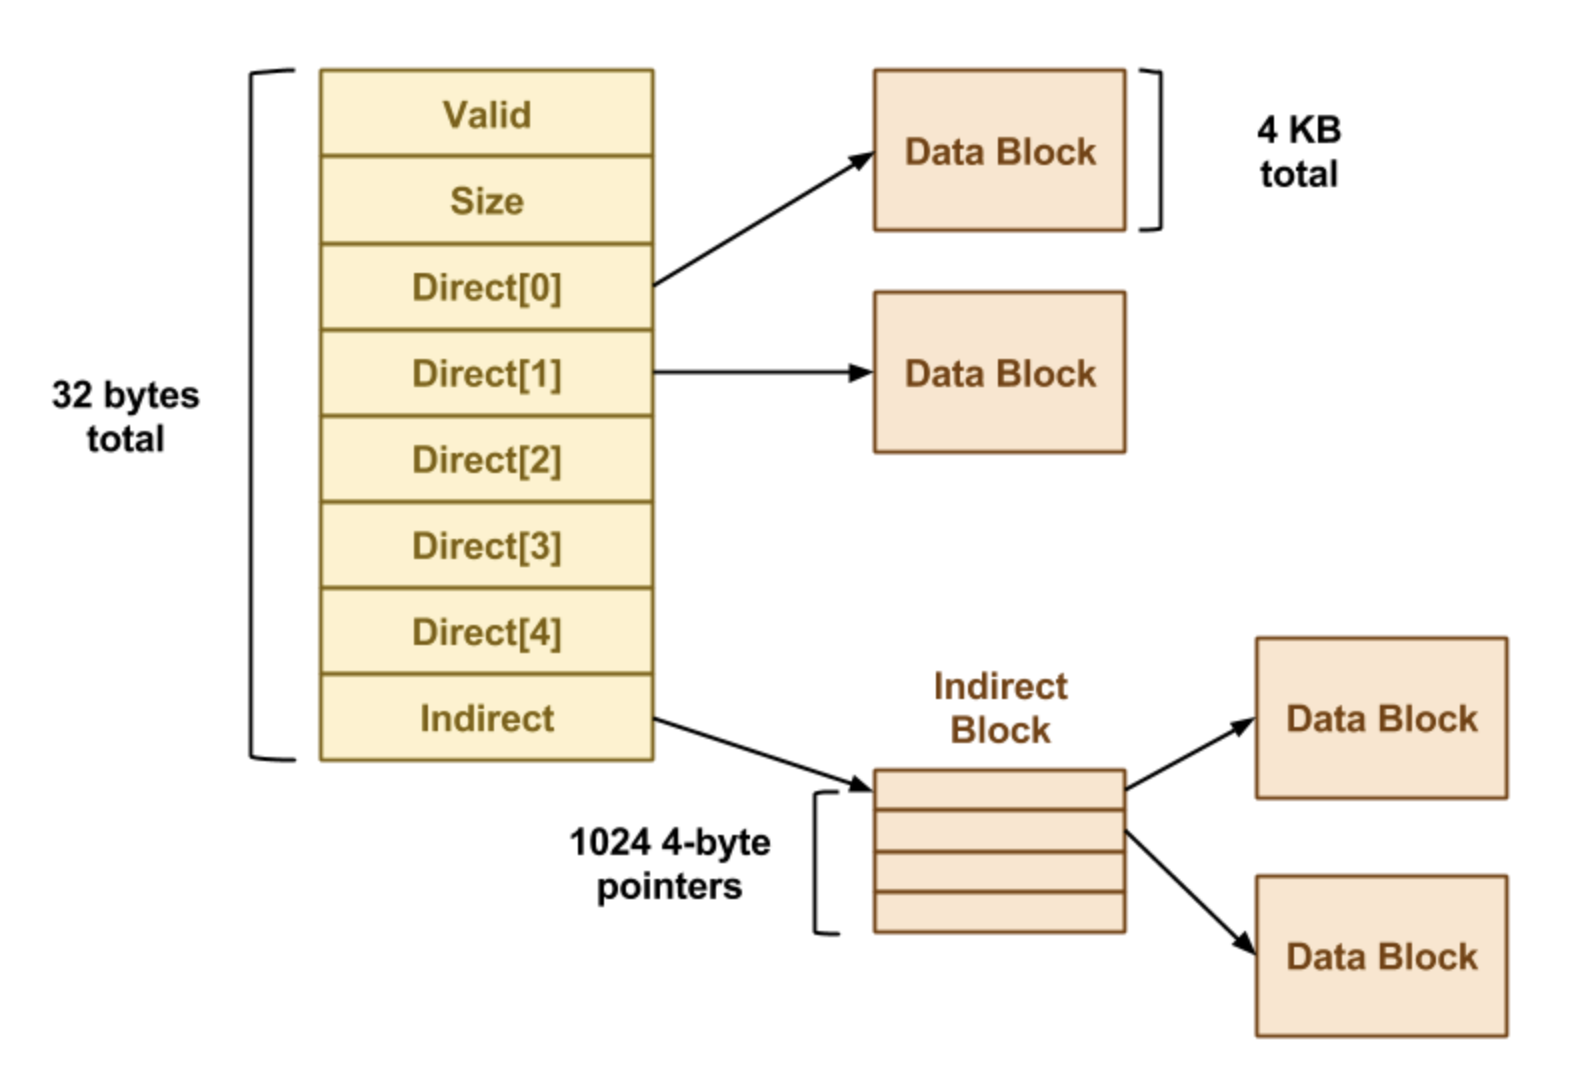 Valid
Size
Direct[0]
Direct[1]
Direct[2]
Direct[3]
Direct[4]
Indirect
32 bytes
total
Data Block
4 KB
total
Data Block
Indirect
Block
1024 4-byte
pointers
Data Block
Data Block